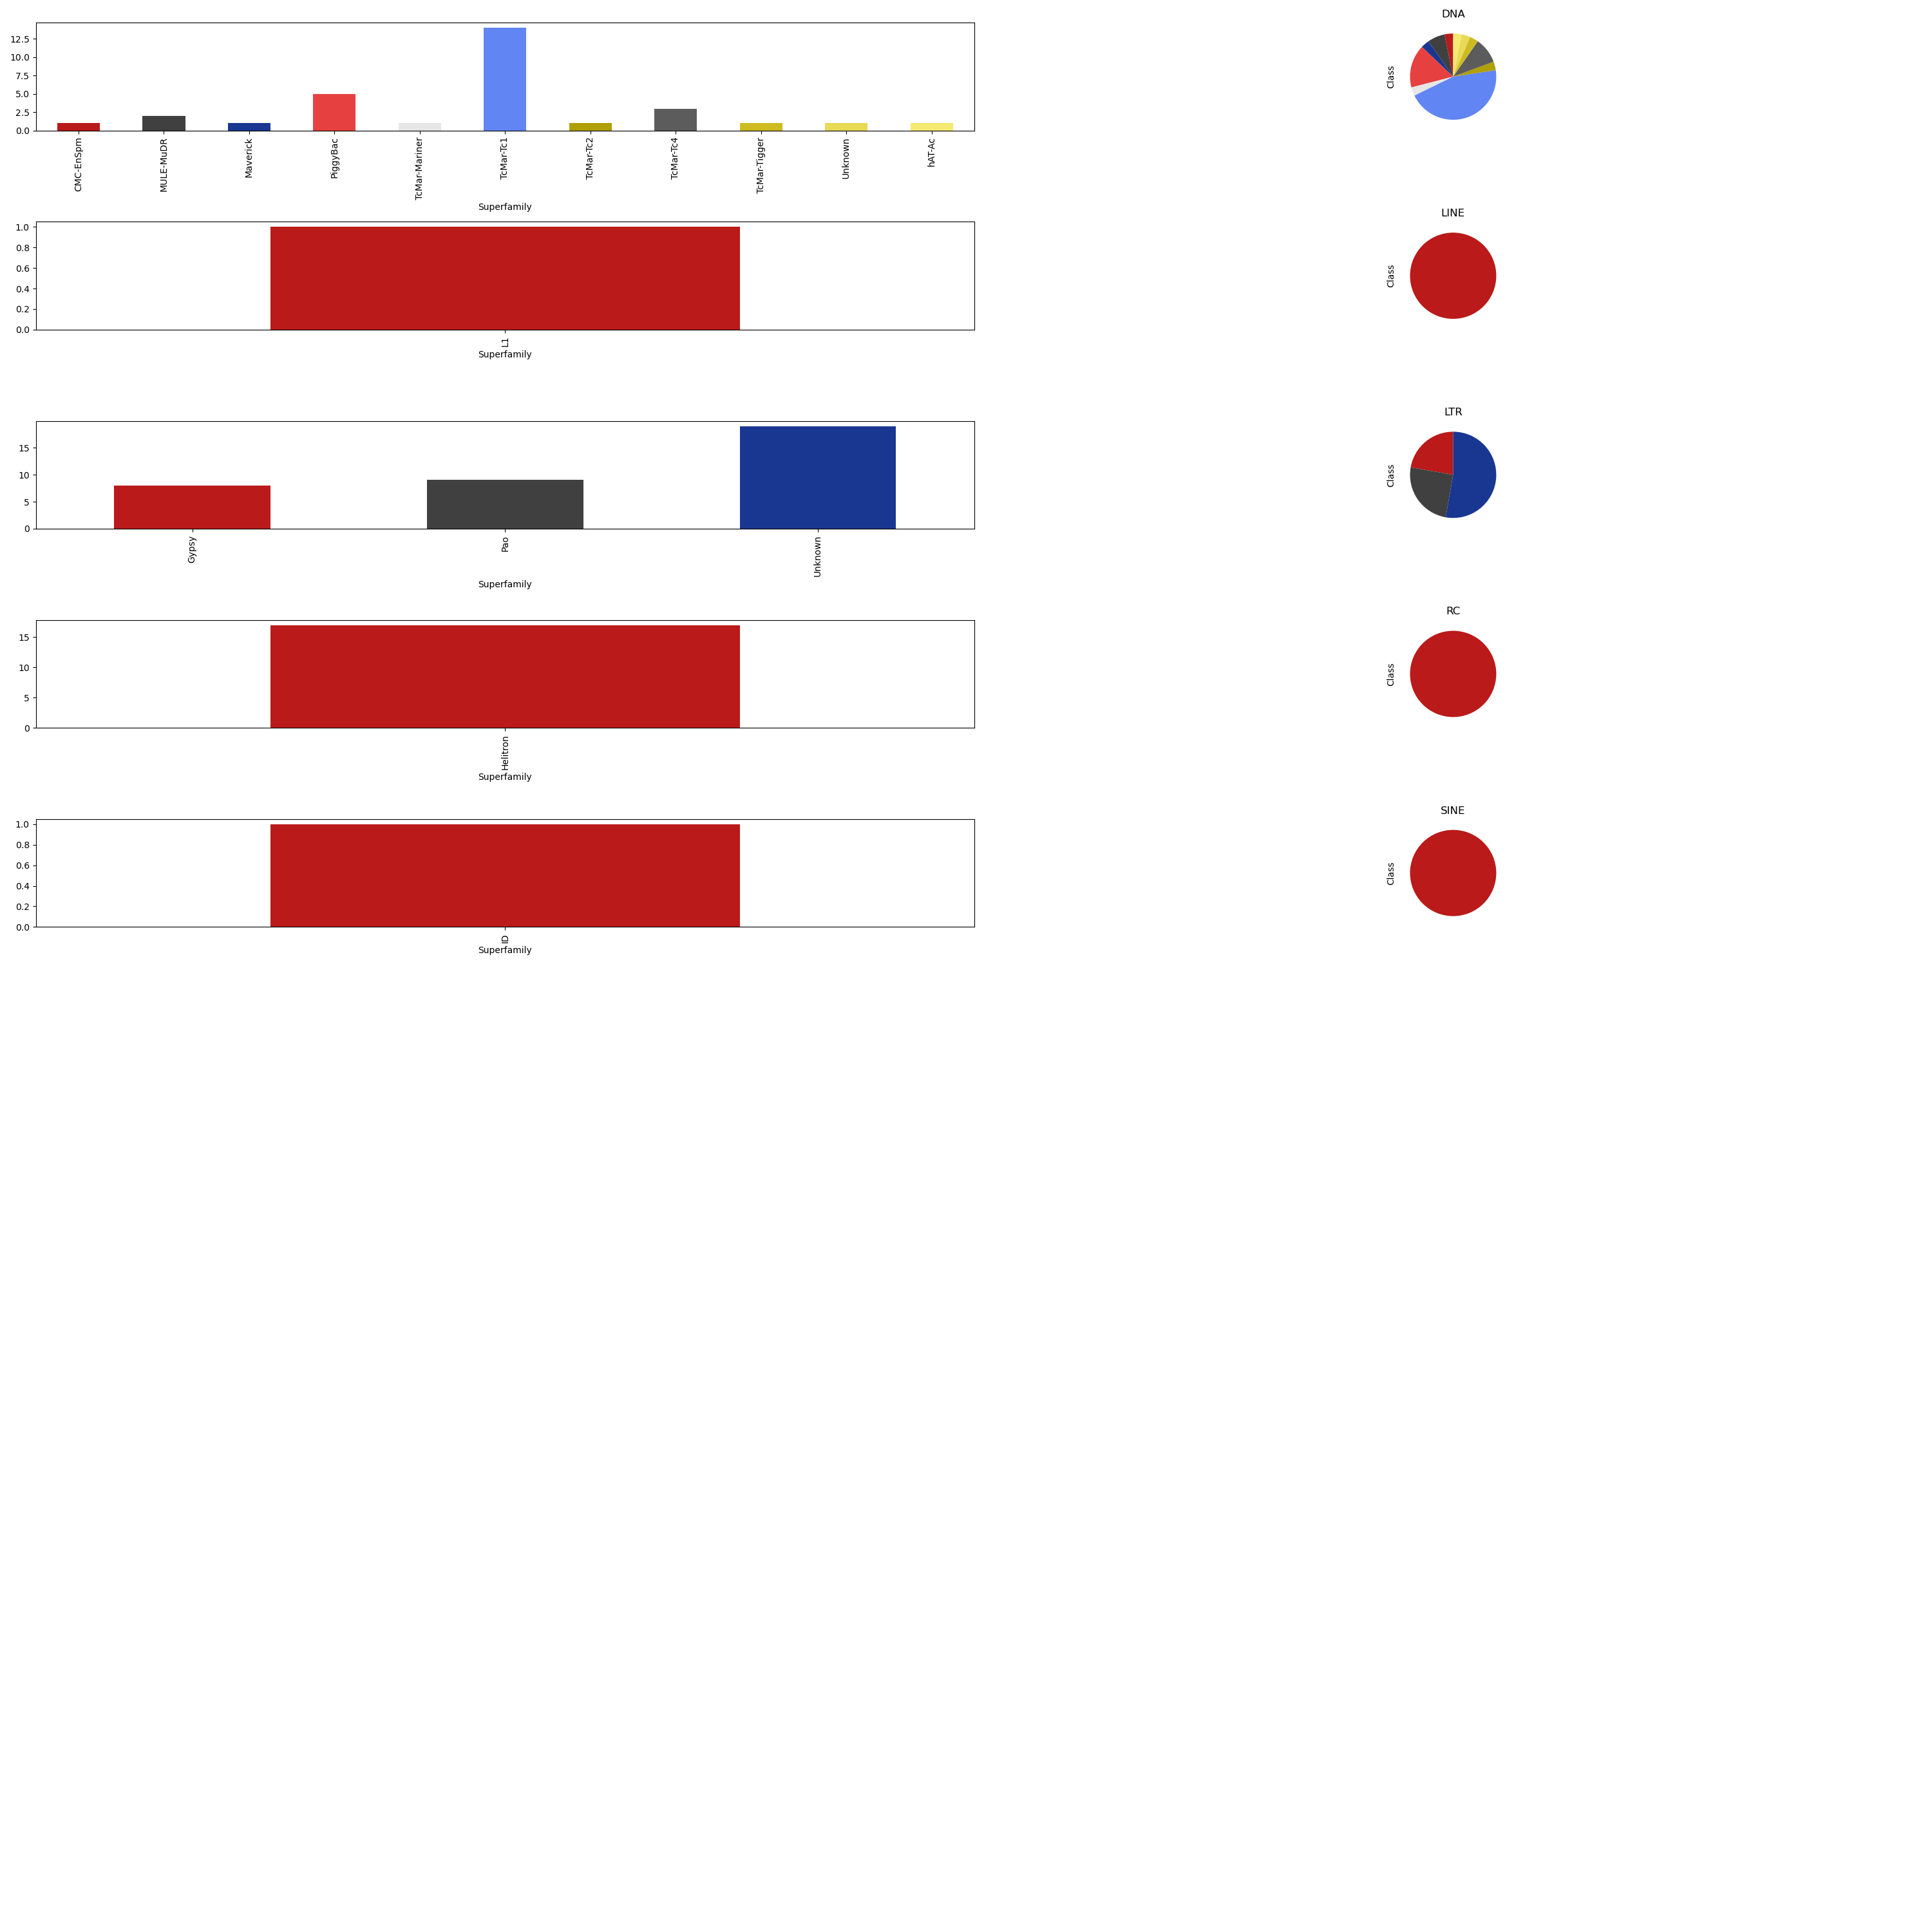 DNA
12.5
10.0
7.5
5.0
2.5
0.0
Class
CMC-EnSpm
MULE-MuDR
Maverick
PiggyBac
TcMar-Mariner
TcMar-Tc1
TcMar-Tc2
TcMar-Tc4
TcMar-Tigger
Unknown
hAT-Ac
Superfamily
LINE
1.0
0.8
0.6
0.4
0.2
0.0
Class
L1
Superfamily
LTR
15
10
5
0
Class
Gypsy
Pao
Unknown
Superfamily
RC
15
10
5
0
Class
Helitron
Superfamily
SINE
1.0
0.8
0.6
0.4
0.2
0.0
Class
ID
Superfamily